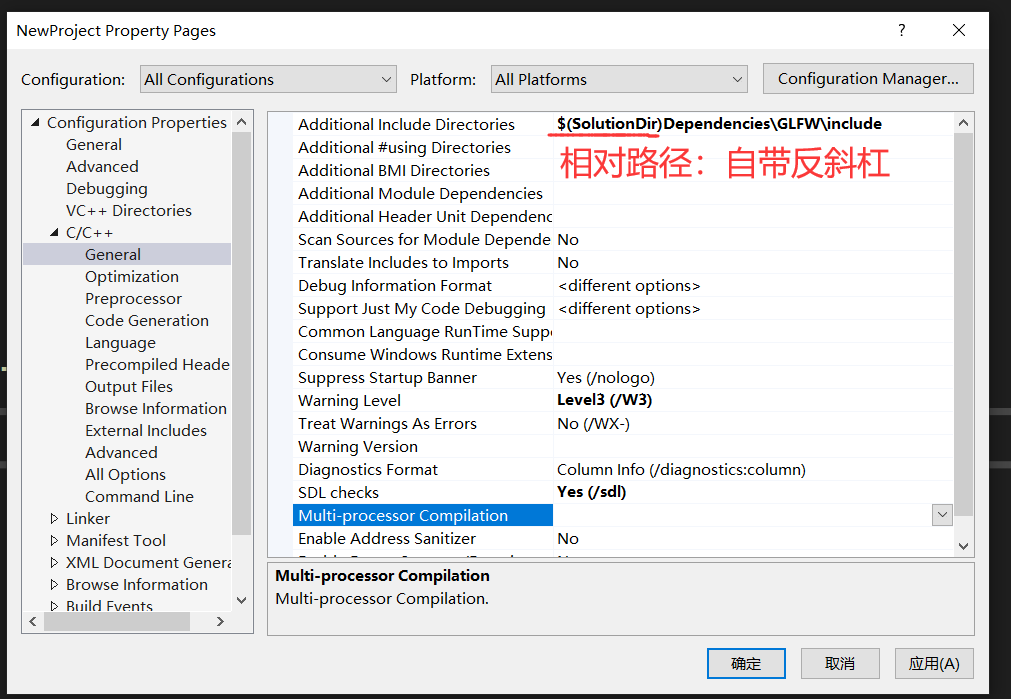 NewProject Property Pages
?
Configuration:
All Configurations
Platform:
All Platforms
Configuration Manager...
Configuration Properties
General
Advanced
Debugging
VC++ Directories
C/C++
General
Optimization
Preprocessor
Code Generation
Language
Precompiled Heade
Output Files
Browse Information
External Includes
Advanced
All Options
Command Line
Linker
Manifest Tool
XML Document Genera
Browse Information
Build Events
Additional Include Directories $(SolutionDir)Dependencies\GLFW\include
Additional #using Directories
相对路径：自带反斜杠
Additional BMI Directories
Additional Module Dependencies
Additional Header Unit Dependenc
Scan Sources for Module Depende No
Translate Includes to Imports No
Debug Information Format <different options>
Support Just My Code Debugging <different options>
Common Language RunTime Suppo
Consume Windows Runtime Extens
Suppress Startup Banner Yes (/nologo)
Warning Level Level3 (/W3)
Treat Warnings As Errors No (/WX-)
Warning Version
Diagnostics Format Column Info (/diagnostics:column)
SDL checks Yes (/sdl)
Multi-processor Compilation
Enable Address Sanitizer No
Multi-processor Compilation
Multi-processor Compilation.
确定
取消
应用(A)